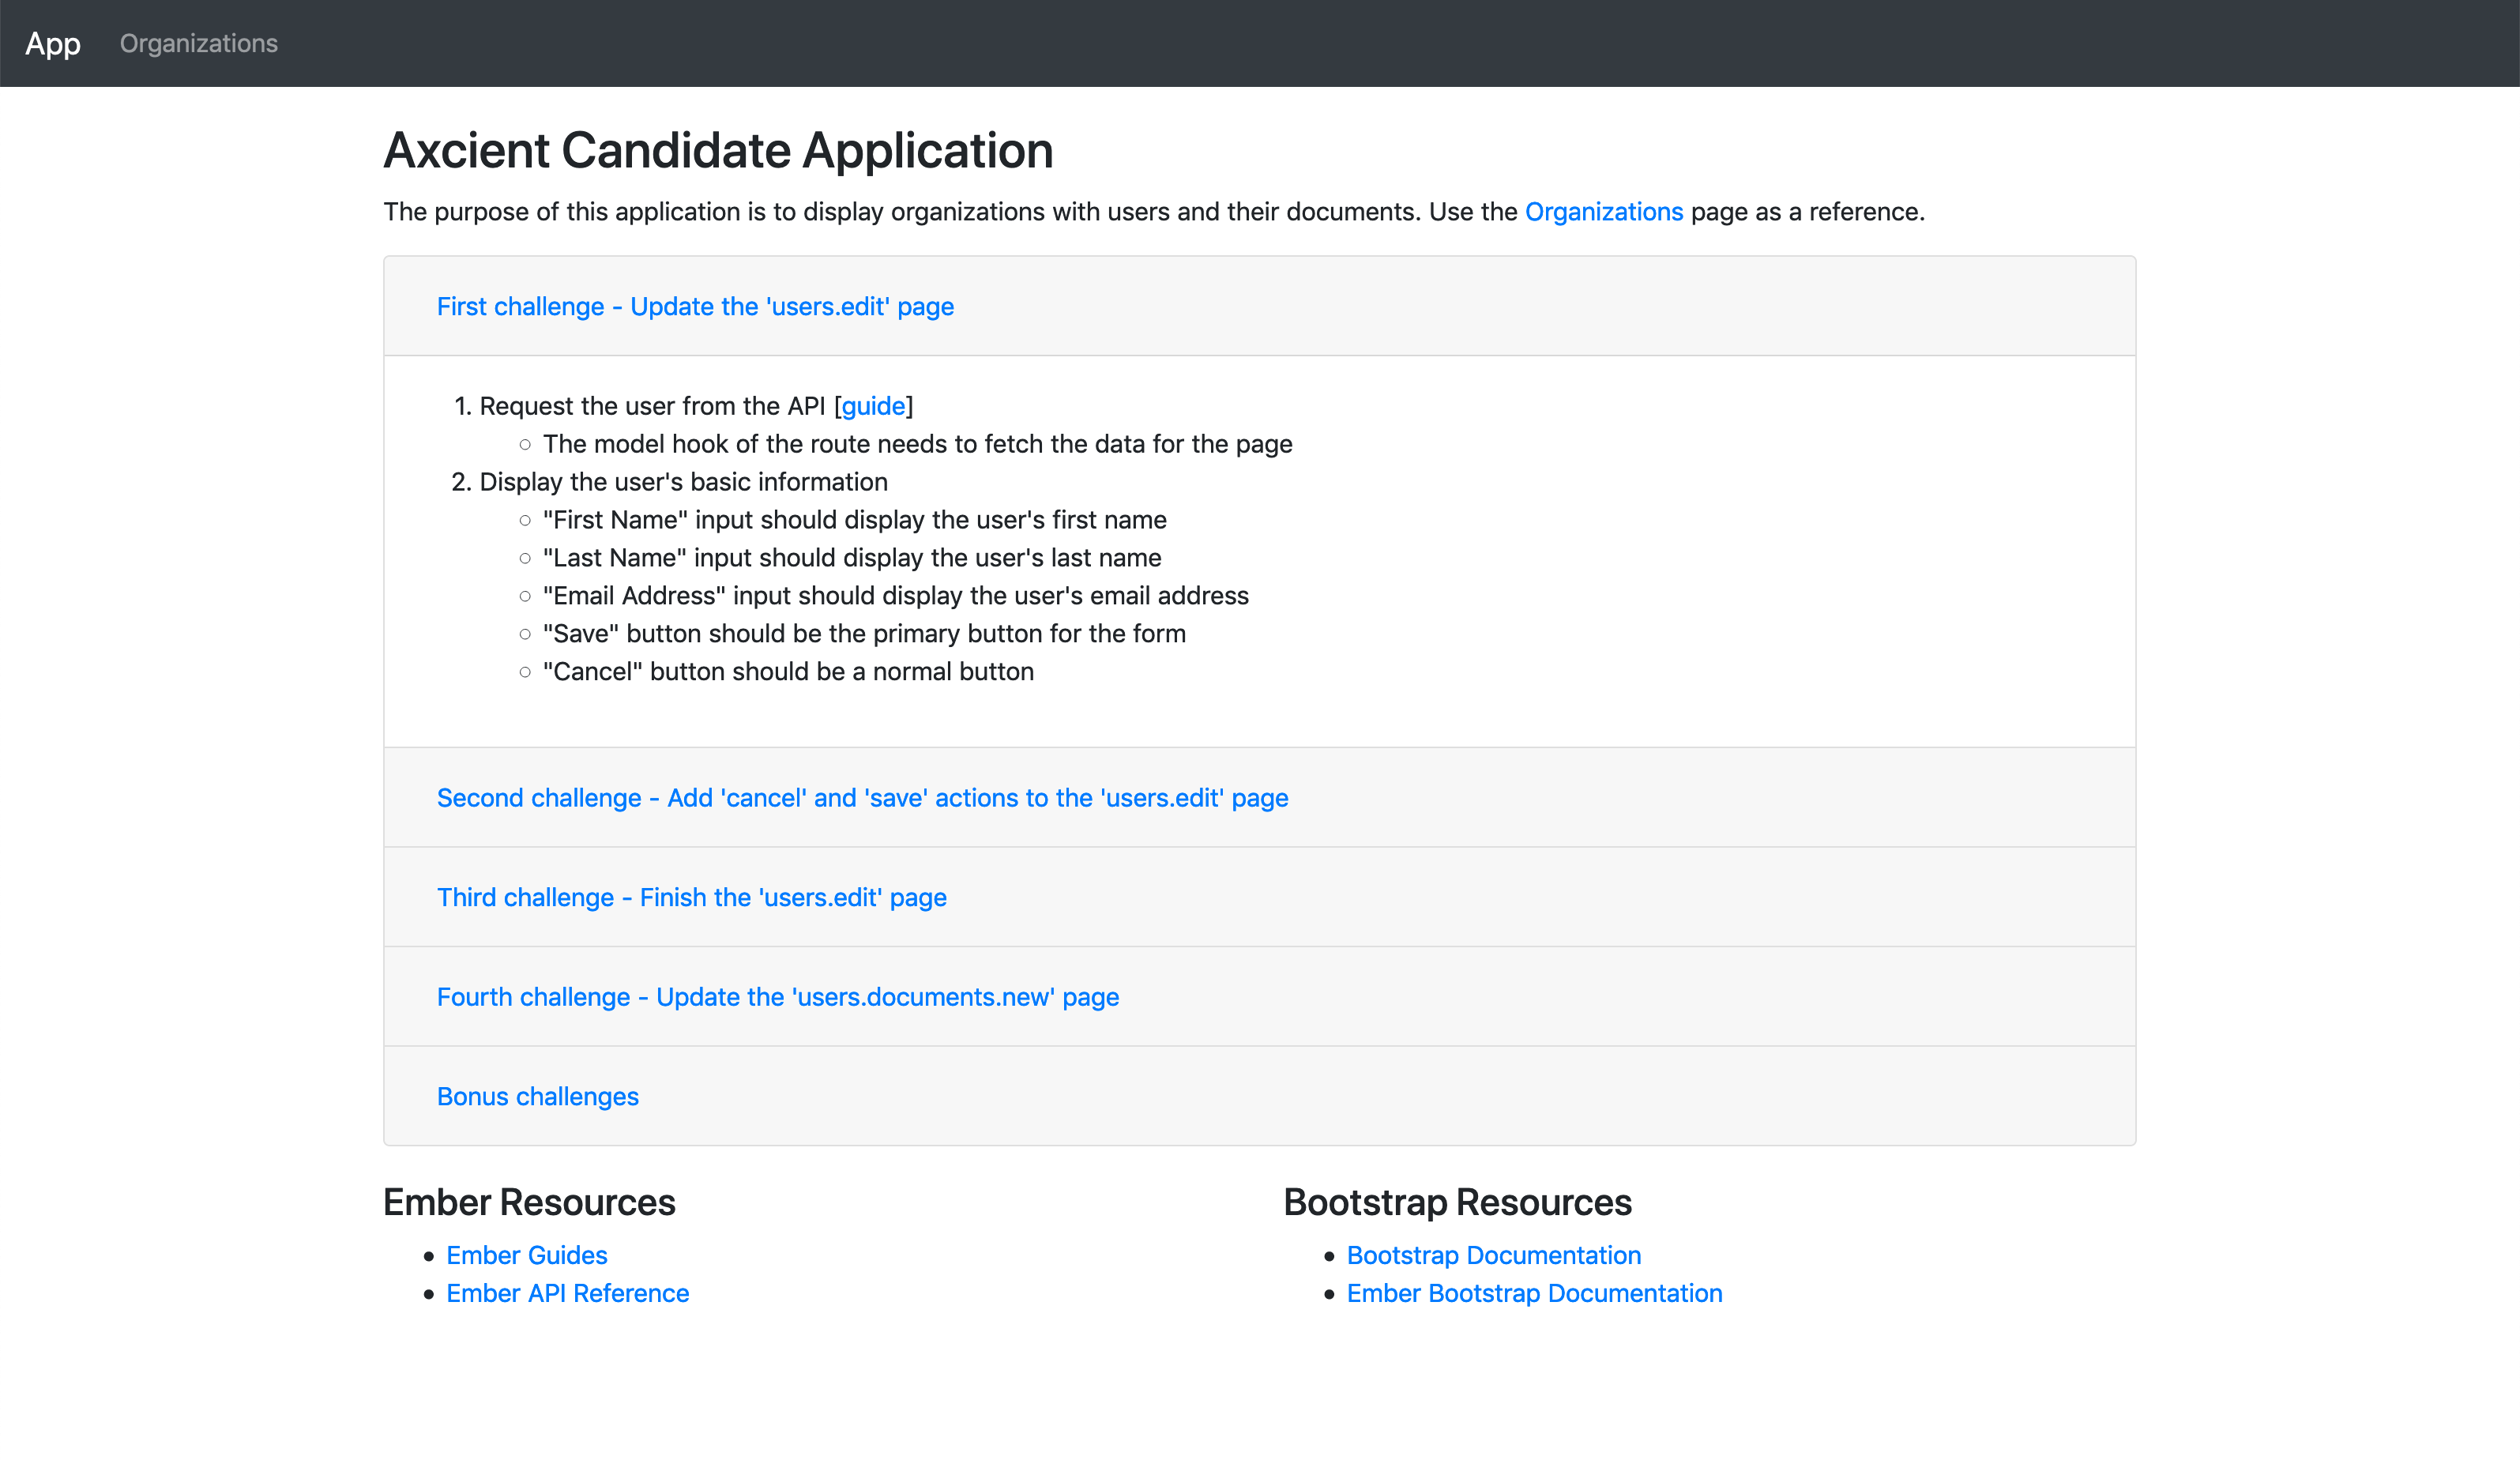 App Organizations
Axcient Candidate Application
The purpose of this application is to display organizations with users and their documents. Use the Organizations page as a reference.
First challenge - Update the 'users.edit' page
1. Request the user from the API [guide]
The model hook of the route needs to fetch the data for the page
2. Display the user's basic information
"First Name" input should display the user's first name
"Last Name" input should display the user's last name
"Email Address" input should display the user's email address
"Save" button should be the primary button for the form
"Cancel" button should be a normal button
Second challenge - Add 'cancel' and 'save' actions to the 'users.edit' page
Third challenge - Finish the 'users.edit' page
Fourth challenge - Update the 'users.documents.new' page
Bonus challenges
Ember Resources
Ember Guides
Ember API Reference
Bootstrap Resources
Bootstrap Documentation
Ember Bootstrap Documentation